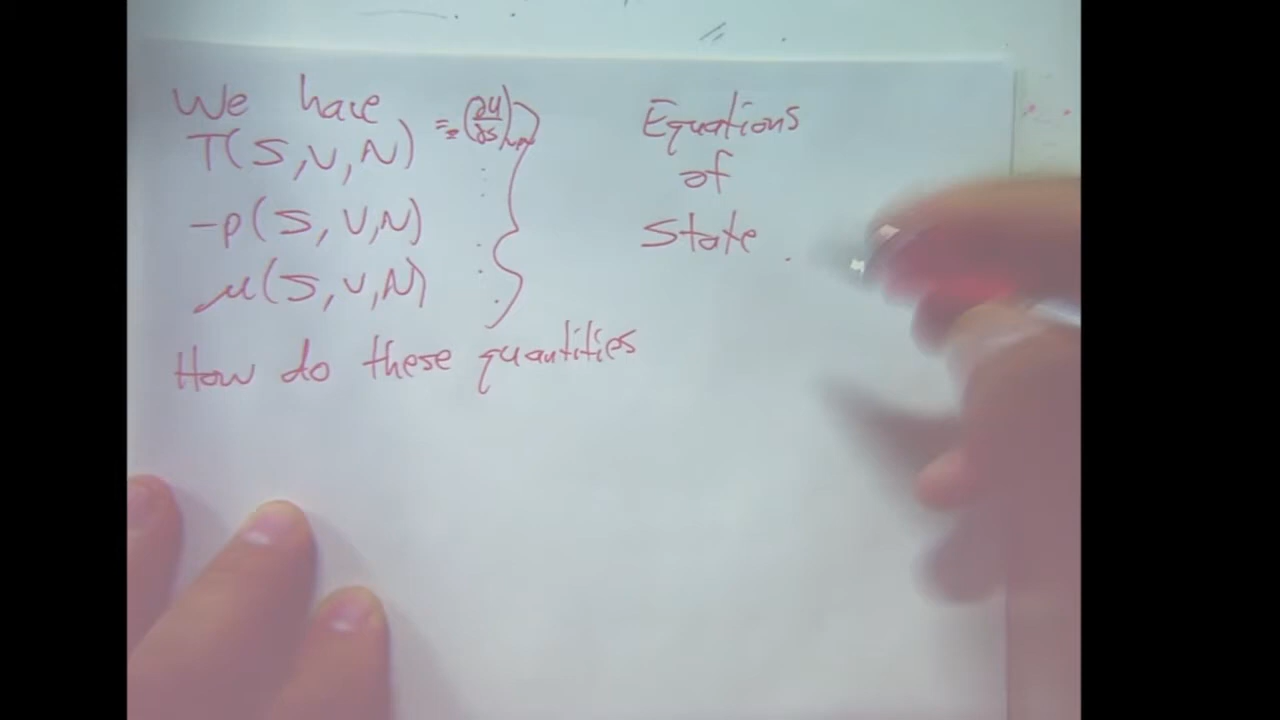 We have
T(S,V,N) = (∂U/∂S)V,N
-p(S,V,N)
μ(S,V,N)
How do these quantities
Equations
of
State.